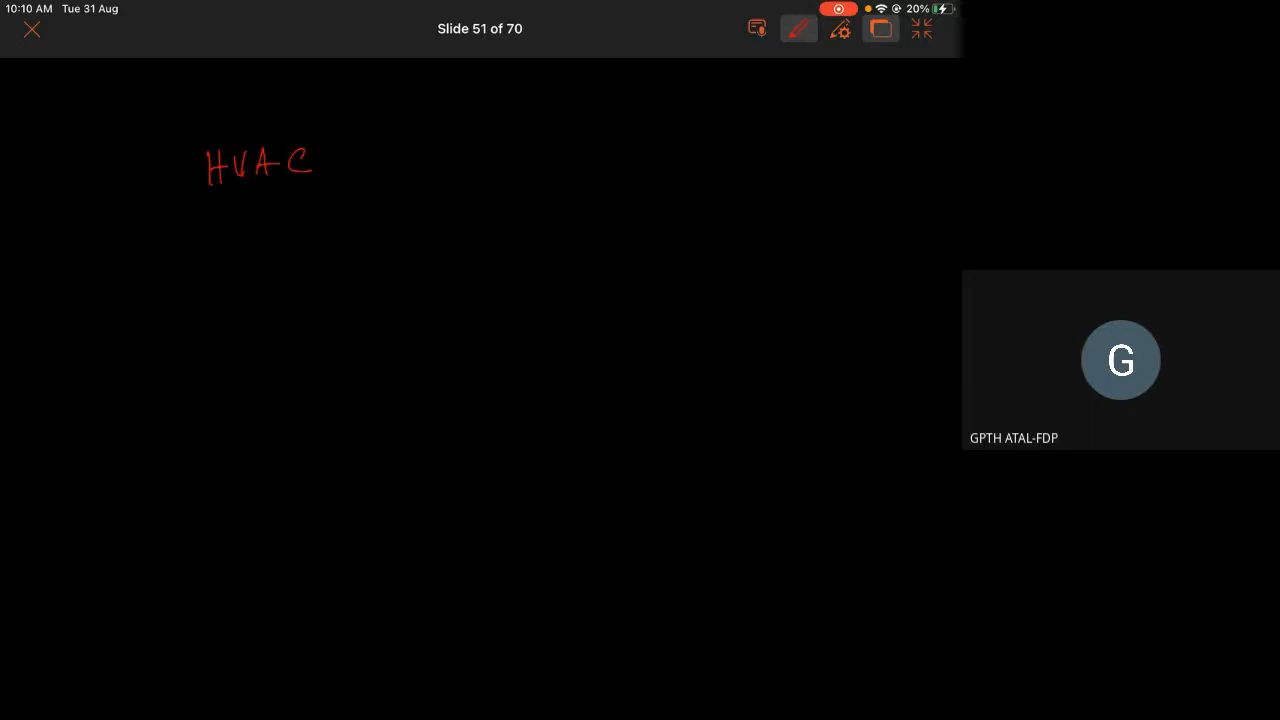 10:10 AM Tue 31 Aug
20%
Slide 51 of 70
HVAC
G
GPTH ATAL-FDP